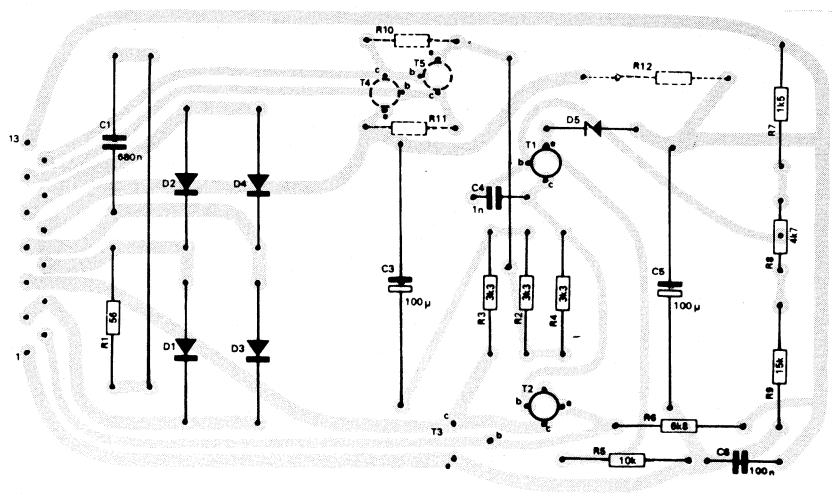 R10
T5
c
b
e
T4
b
c
e
R11
R12
1k5
R7
D5
T1
e
b
c
13
C1
680n
D2
D4
C4
1n
4k7
R8
C3
100µ
C5
100µ
3k3
R3
3k3
R2
3k3
R4
56
R1
D1
D3
1
15k
R9
T2
b
e
c
c
T3
b
e
R6
6k8
R5
10k
C6
100n